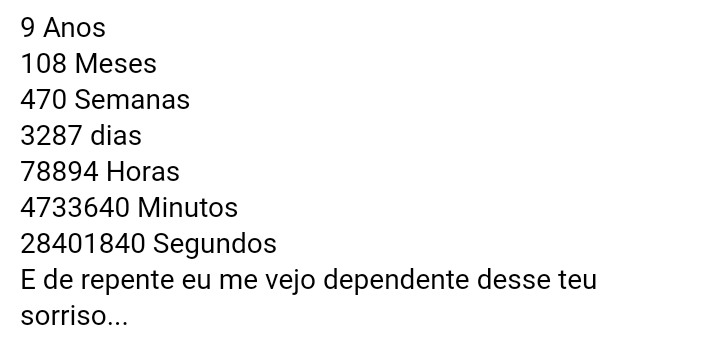 9 Anos
108 Meses
470 Semanas
3287 dias
78894 Horas
4733640 Minutos
28401840 Segundos
E de repente eu me vejo dependente desse teu
sorriso...